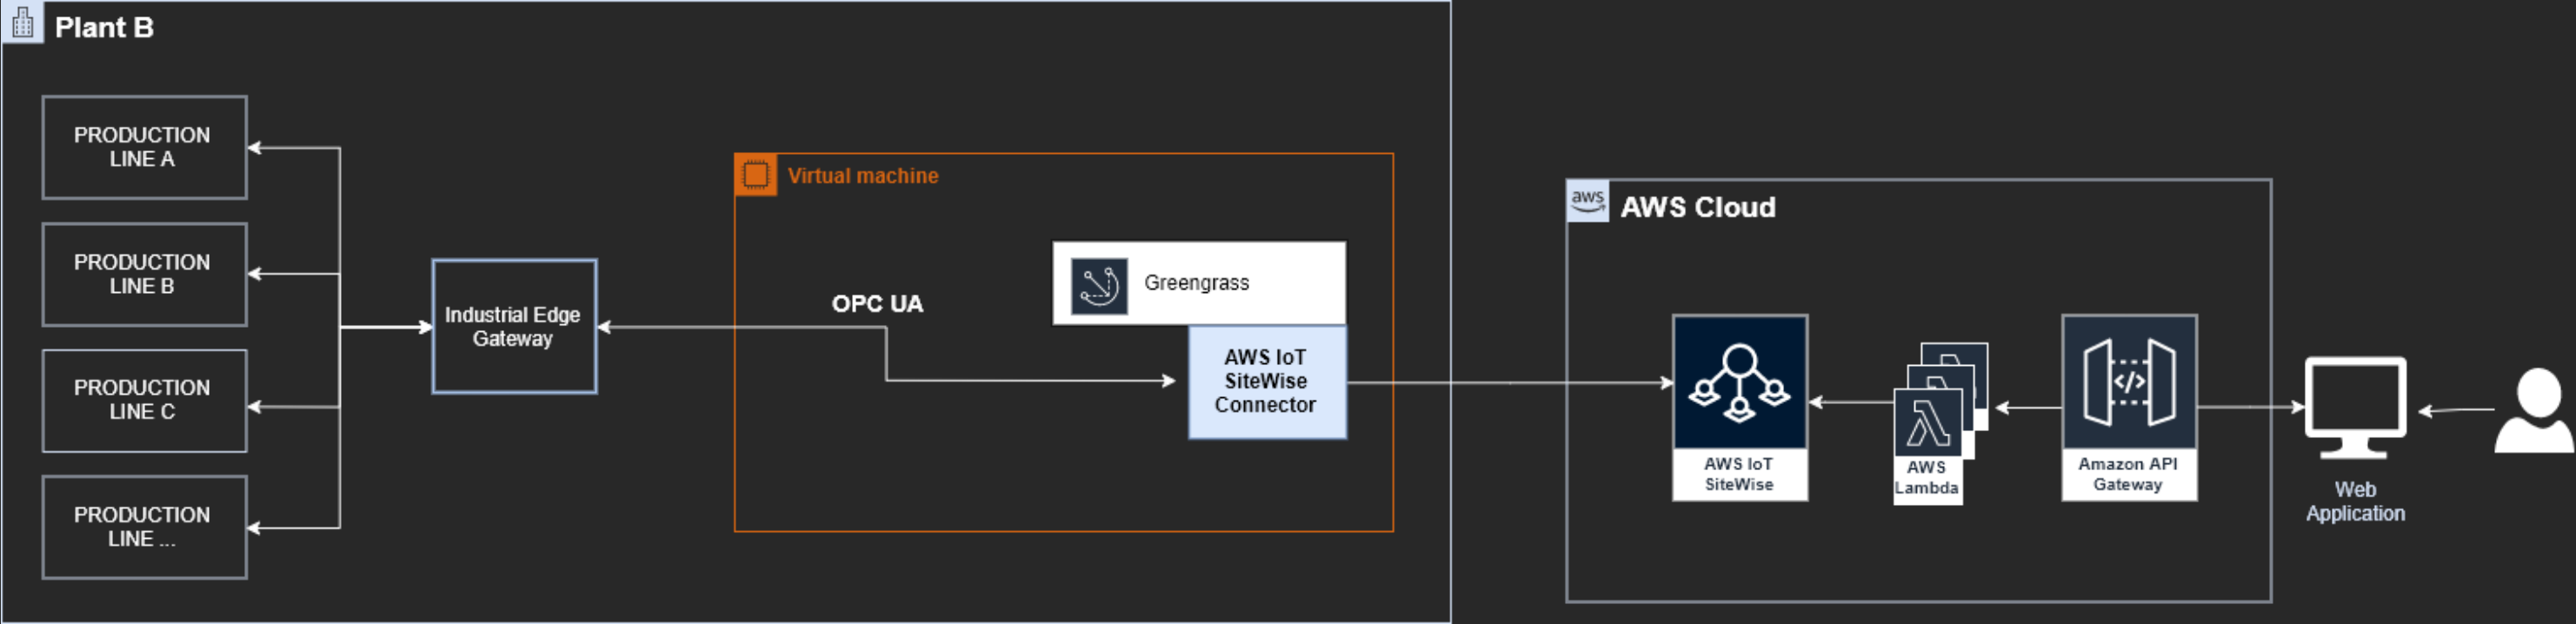 Plant B
PRODUCTION
LINE A
PRODUCTION
LINE B
PRODUCTION
LINE C
PRODUCTION
LINE ...
Industrial Edge
Gateway
Virtual machine
OPC UA
Greengrass
AWS IoT
SiteWise
Connector
aws
AWS Cloud
AWS IoT
SiteWise
AWS
Lambda
</>
Amazon API
Gateway
Web
Application